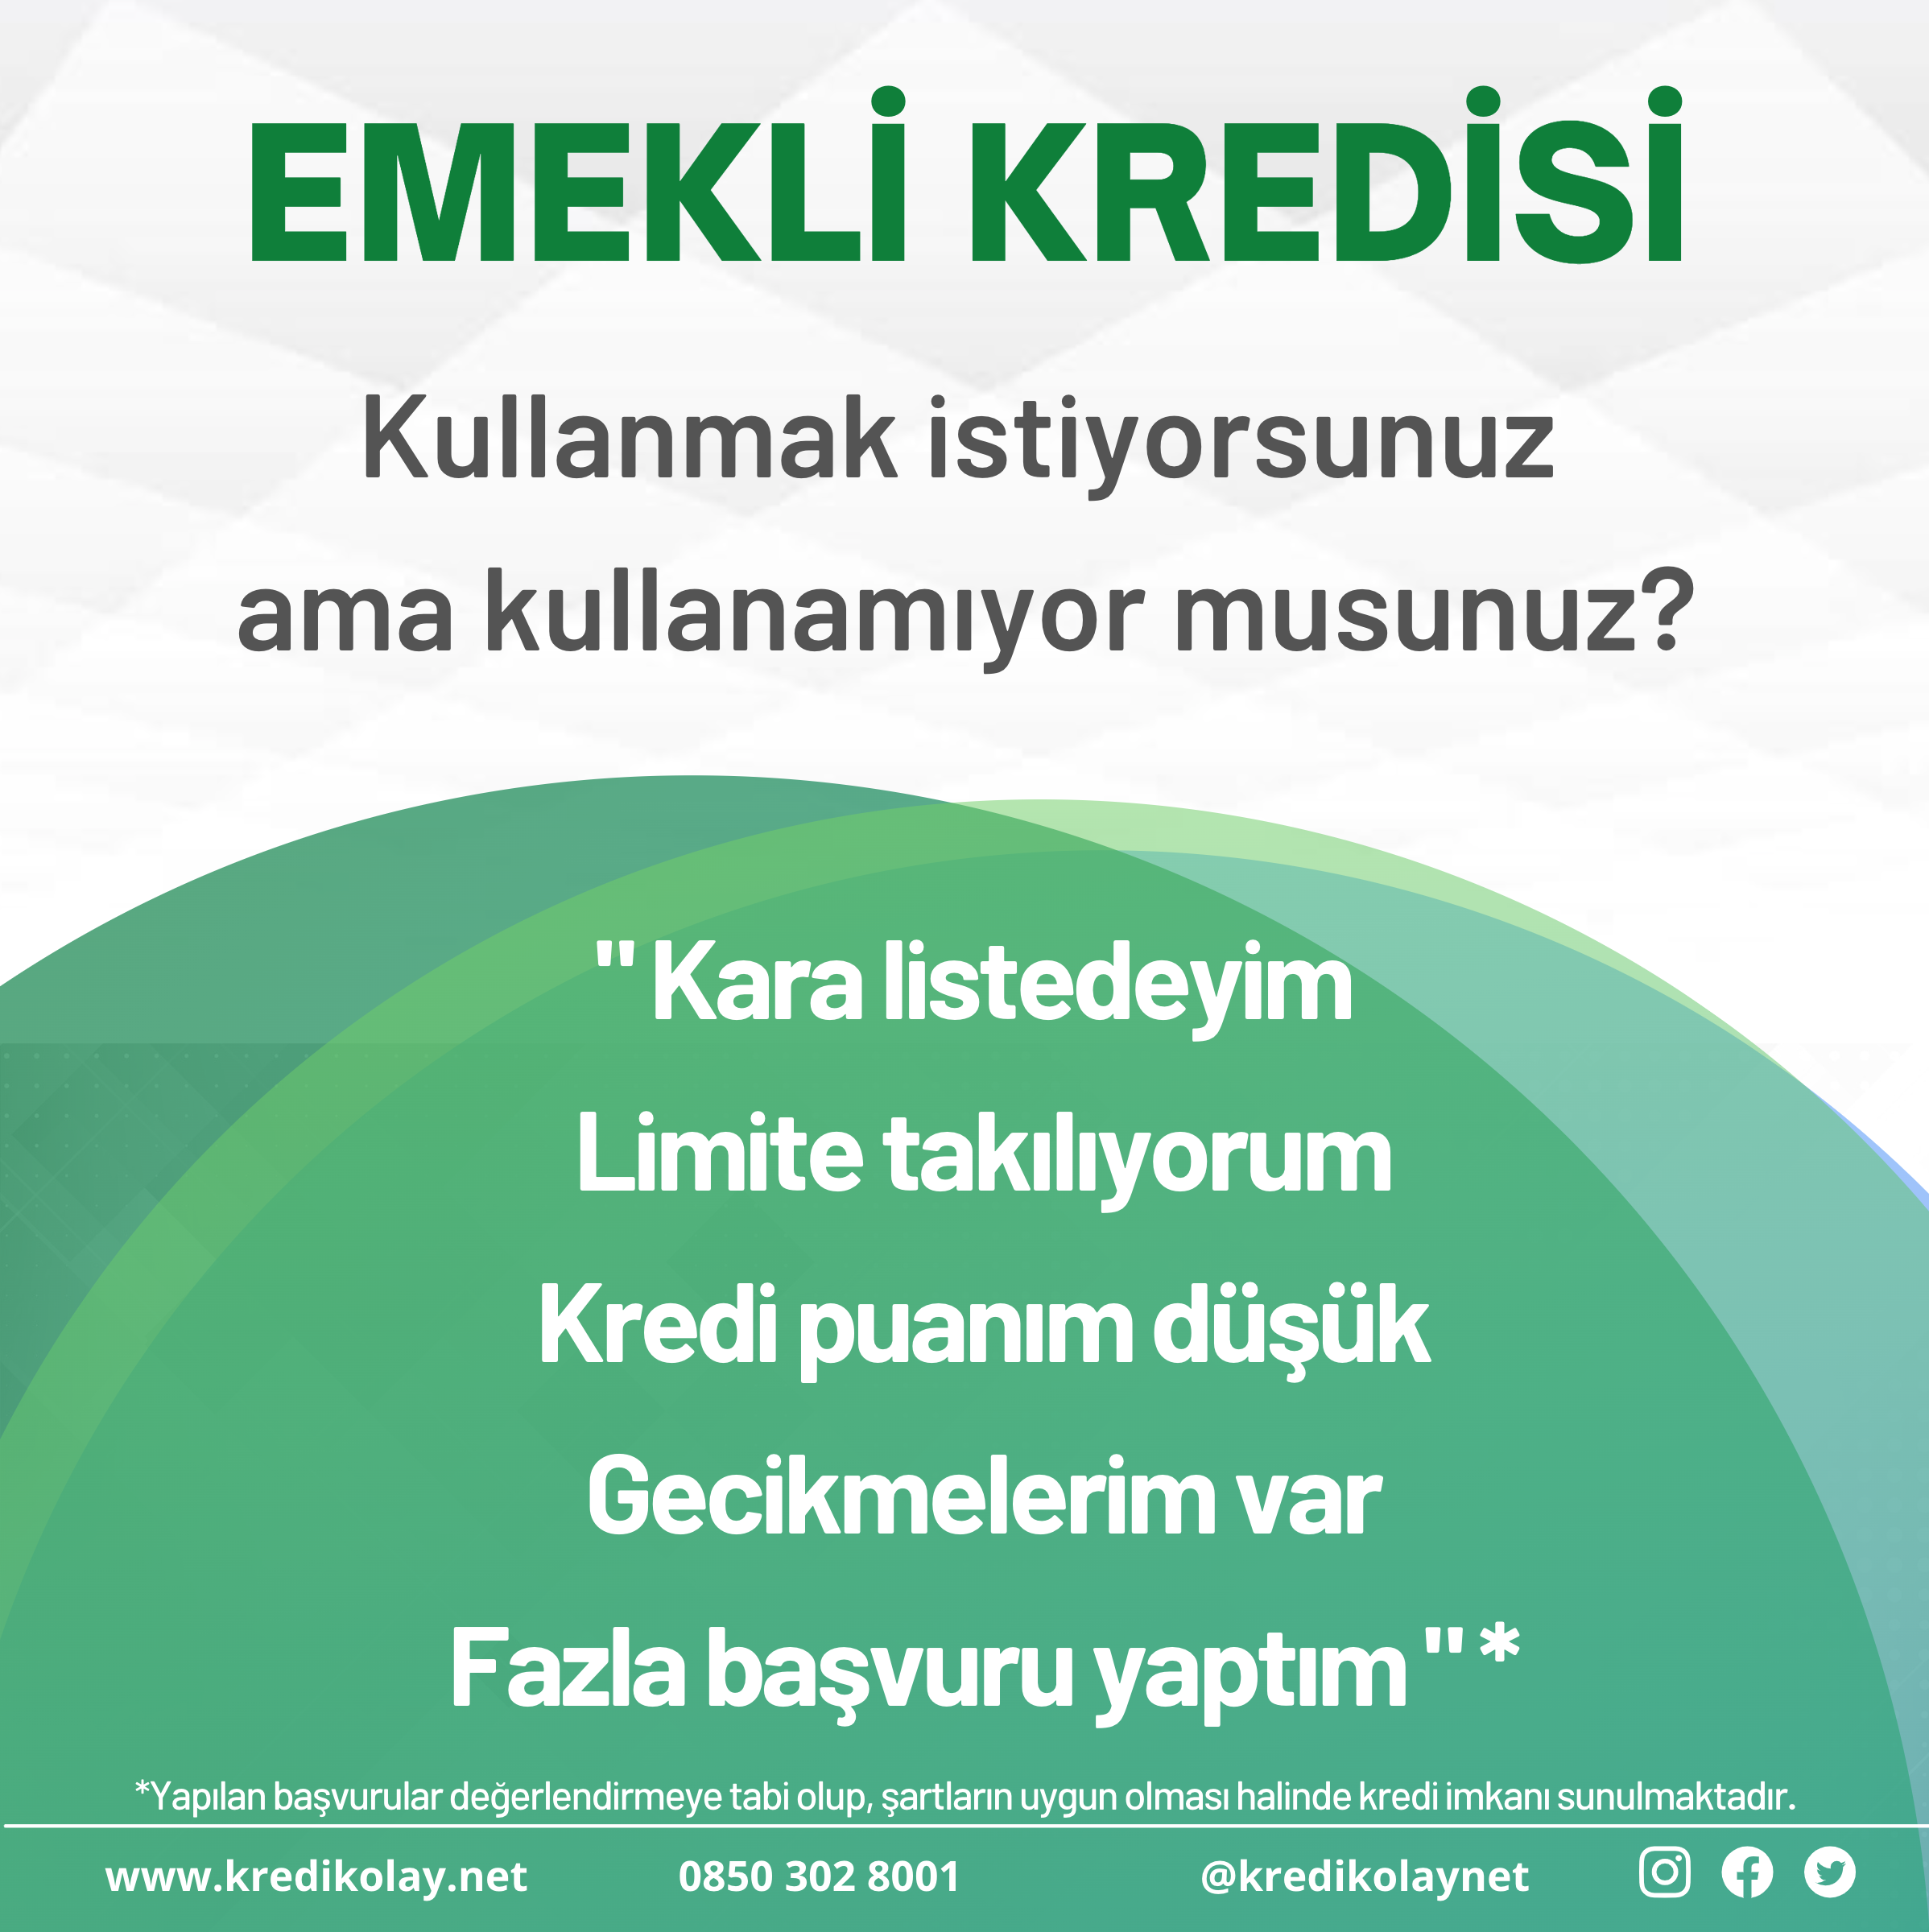 EMEKLİ KREDİSİ
Kullanmak istiyorsunuz
ama kullanamıyor musunuz?
"Kara listedeyim
Limite takılıyorum
Kredi puanım düşük
Gecikmelerim var
Fazla başvuru yaptım"*
*Yapılan başvurular değerlendirmeye tabi olup, şartların uygun olması halinde kredi imkanı sunulmaktadır.
www.kredikolay.net 0850 302 8001 @kredikolaynet